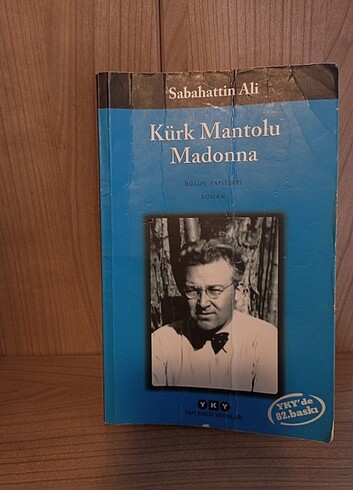 Sabahattin Ali
Kürk Mantolu
Madonna
BÜTÜN YAPITLARI
ROMAN
YKY
YAPI KREDİ YAYINLARI
YKY'de
82.baskı